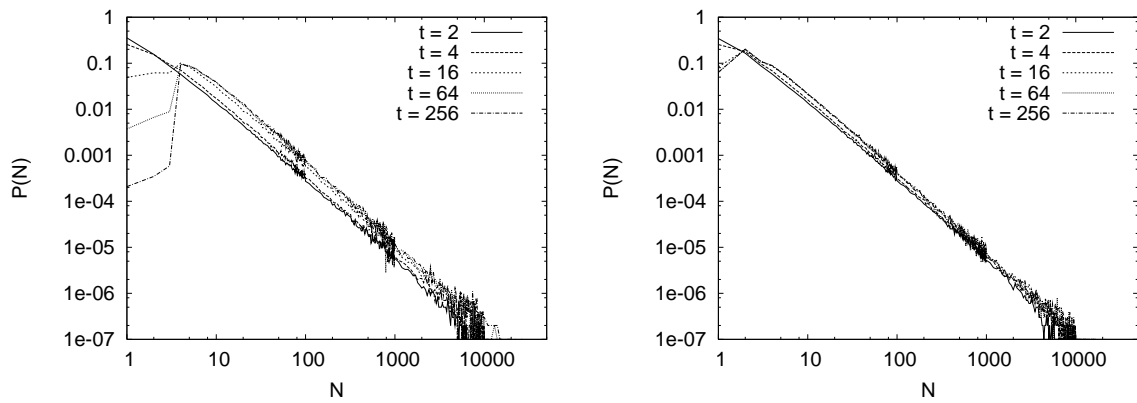 1
0.1
0.01
0.001
1e-04
1e-05
1e-06
1e-07
P(N)
1 10 100 1000 10000
N
t = 2
t = 4
t = 16
t = 64
t = 256
1
0.1
0.01
0.001
1e-04
1e-05
1e-06
1e-07
P(N)
1 10 100 1000 10000
N
t = 2
t = 4
t = 16
t = 64
t = 256